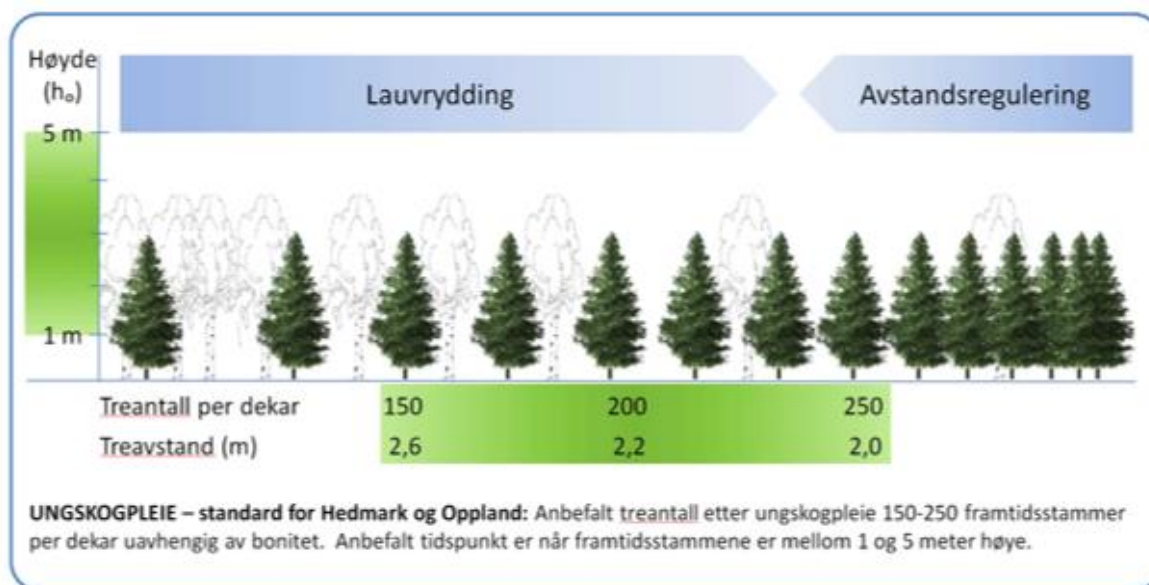 Høyde
(hₒ)
Lauvrydding
Avstandsregulering
5 m
1 m
Treantall per dekar 150 200 250
Treavstand (m) 2,6 2,2 2,0
UNGSKOGPLEIE – standard for Hedmark og Oppland: Anbefalt treantall etter ungskogpleie 150-250 framtidsstammer
per dekar uavhengig av bonitet. Anbefalt tidspunkt er når framtidsstammene er mellom 1 og 5 meter høye.